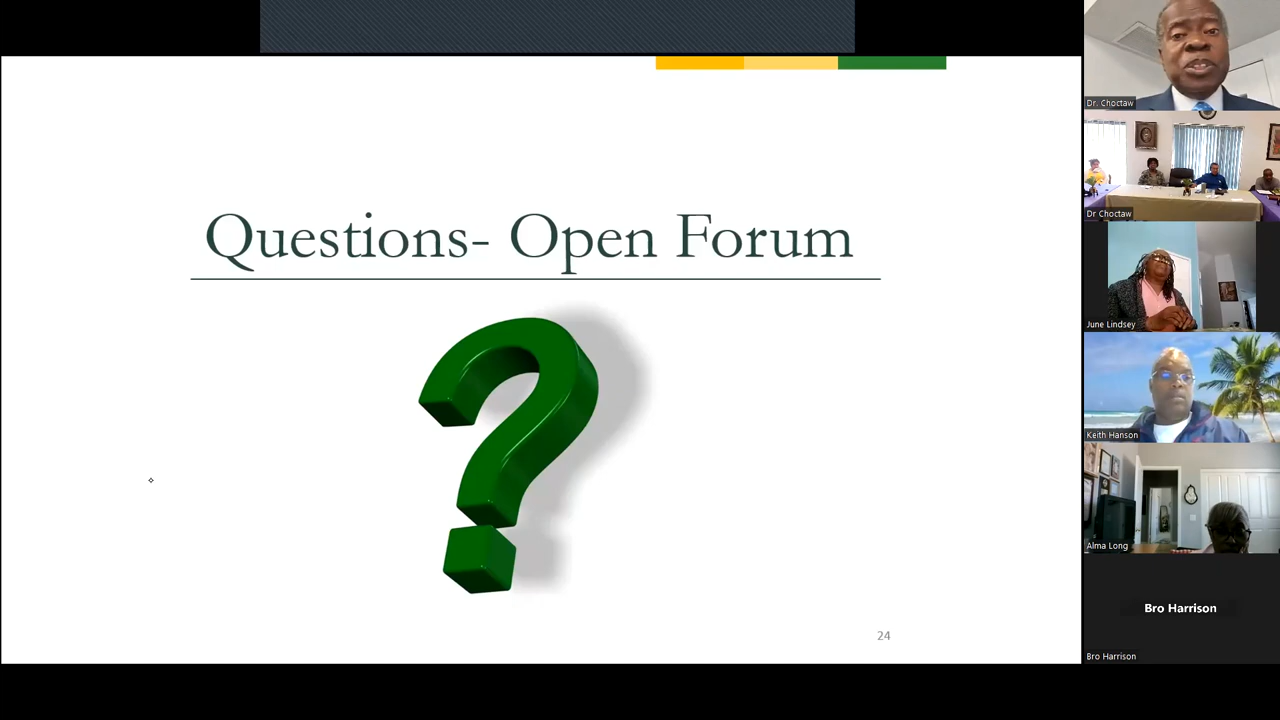 Questions- Open Forum
?
24
Dr. Choctaw
Dr Choctaw
June Lindsey
Keith Hanson
Alma Long
Bro Harrison
Bro Harrison